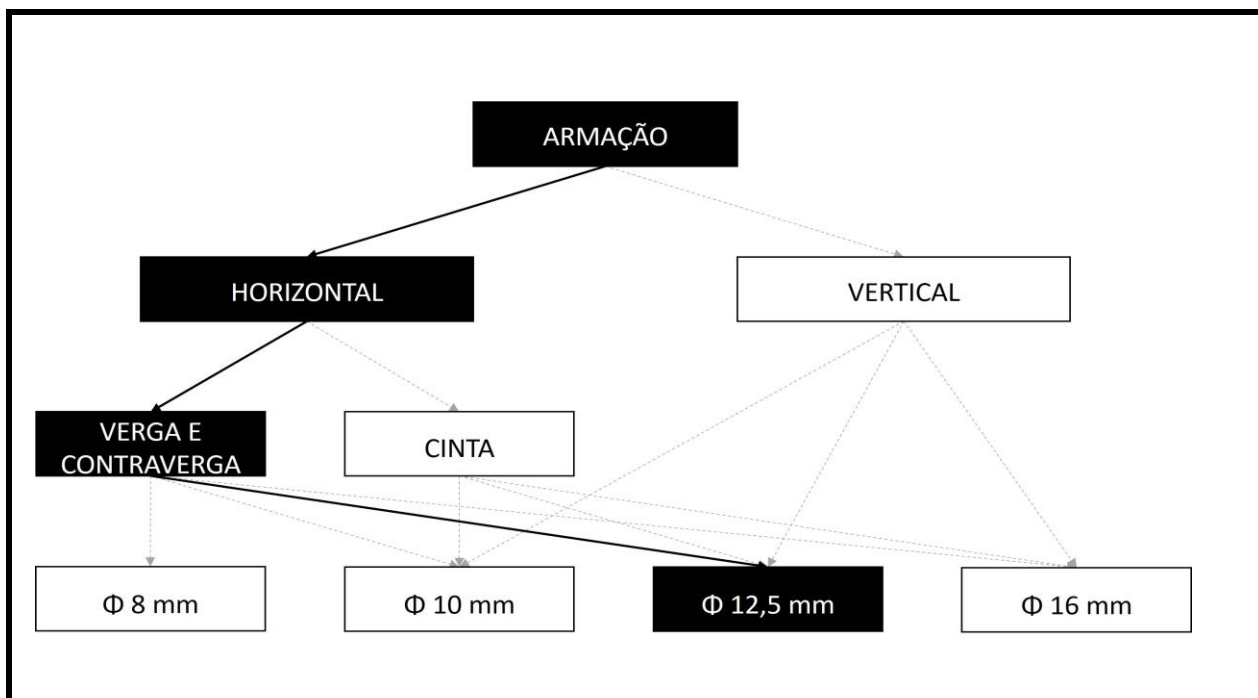 ARMAÇÃO
HORIZONTAL
VERTICAL
VERGA E
CONTRAVERGA
CINTA
Φ 8 mm
Φ 10 mm
Φ 12,5 mm
Φ 16 mm